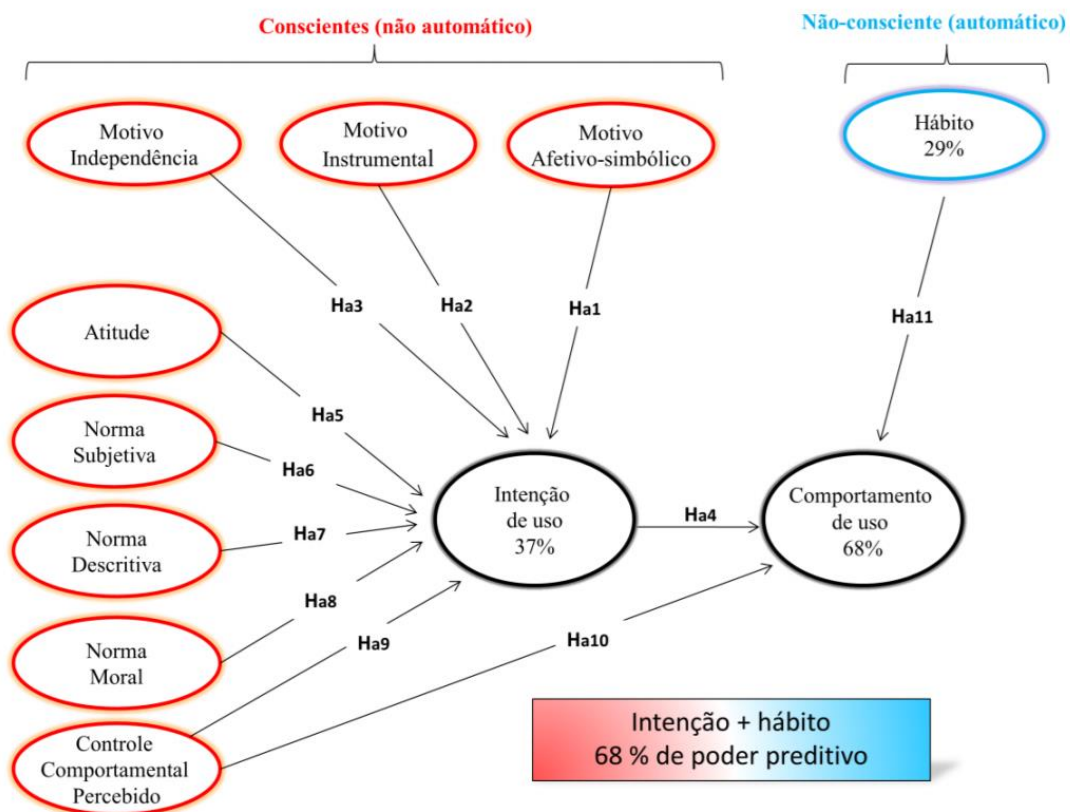 Conscientes (não automático)
Não-consciente (automático)
Motivo
Independência
Motivo
Instrumental
Motivo
Afetivo-simbólico
Hábito
29%
Ha3
Ha2
Ha1
Ha11
Atitude
Ha5
Norma
Subjetiva
Ha6
Norma
Descritiva
Ha7
Intenção
de uso
37%
Ha4
Comportamento
de uso
68%
Ha8
Norma
Moral
Ha9
Ha10
Controle
Comportamental
Percebido
Intenção + hábito
68 % de poder preditivo